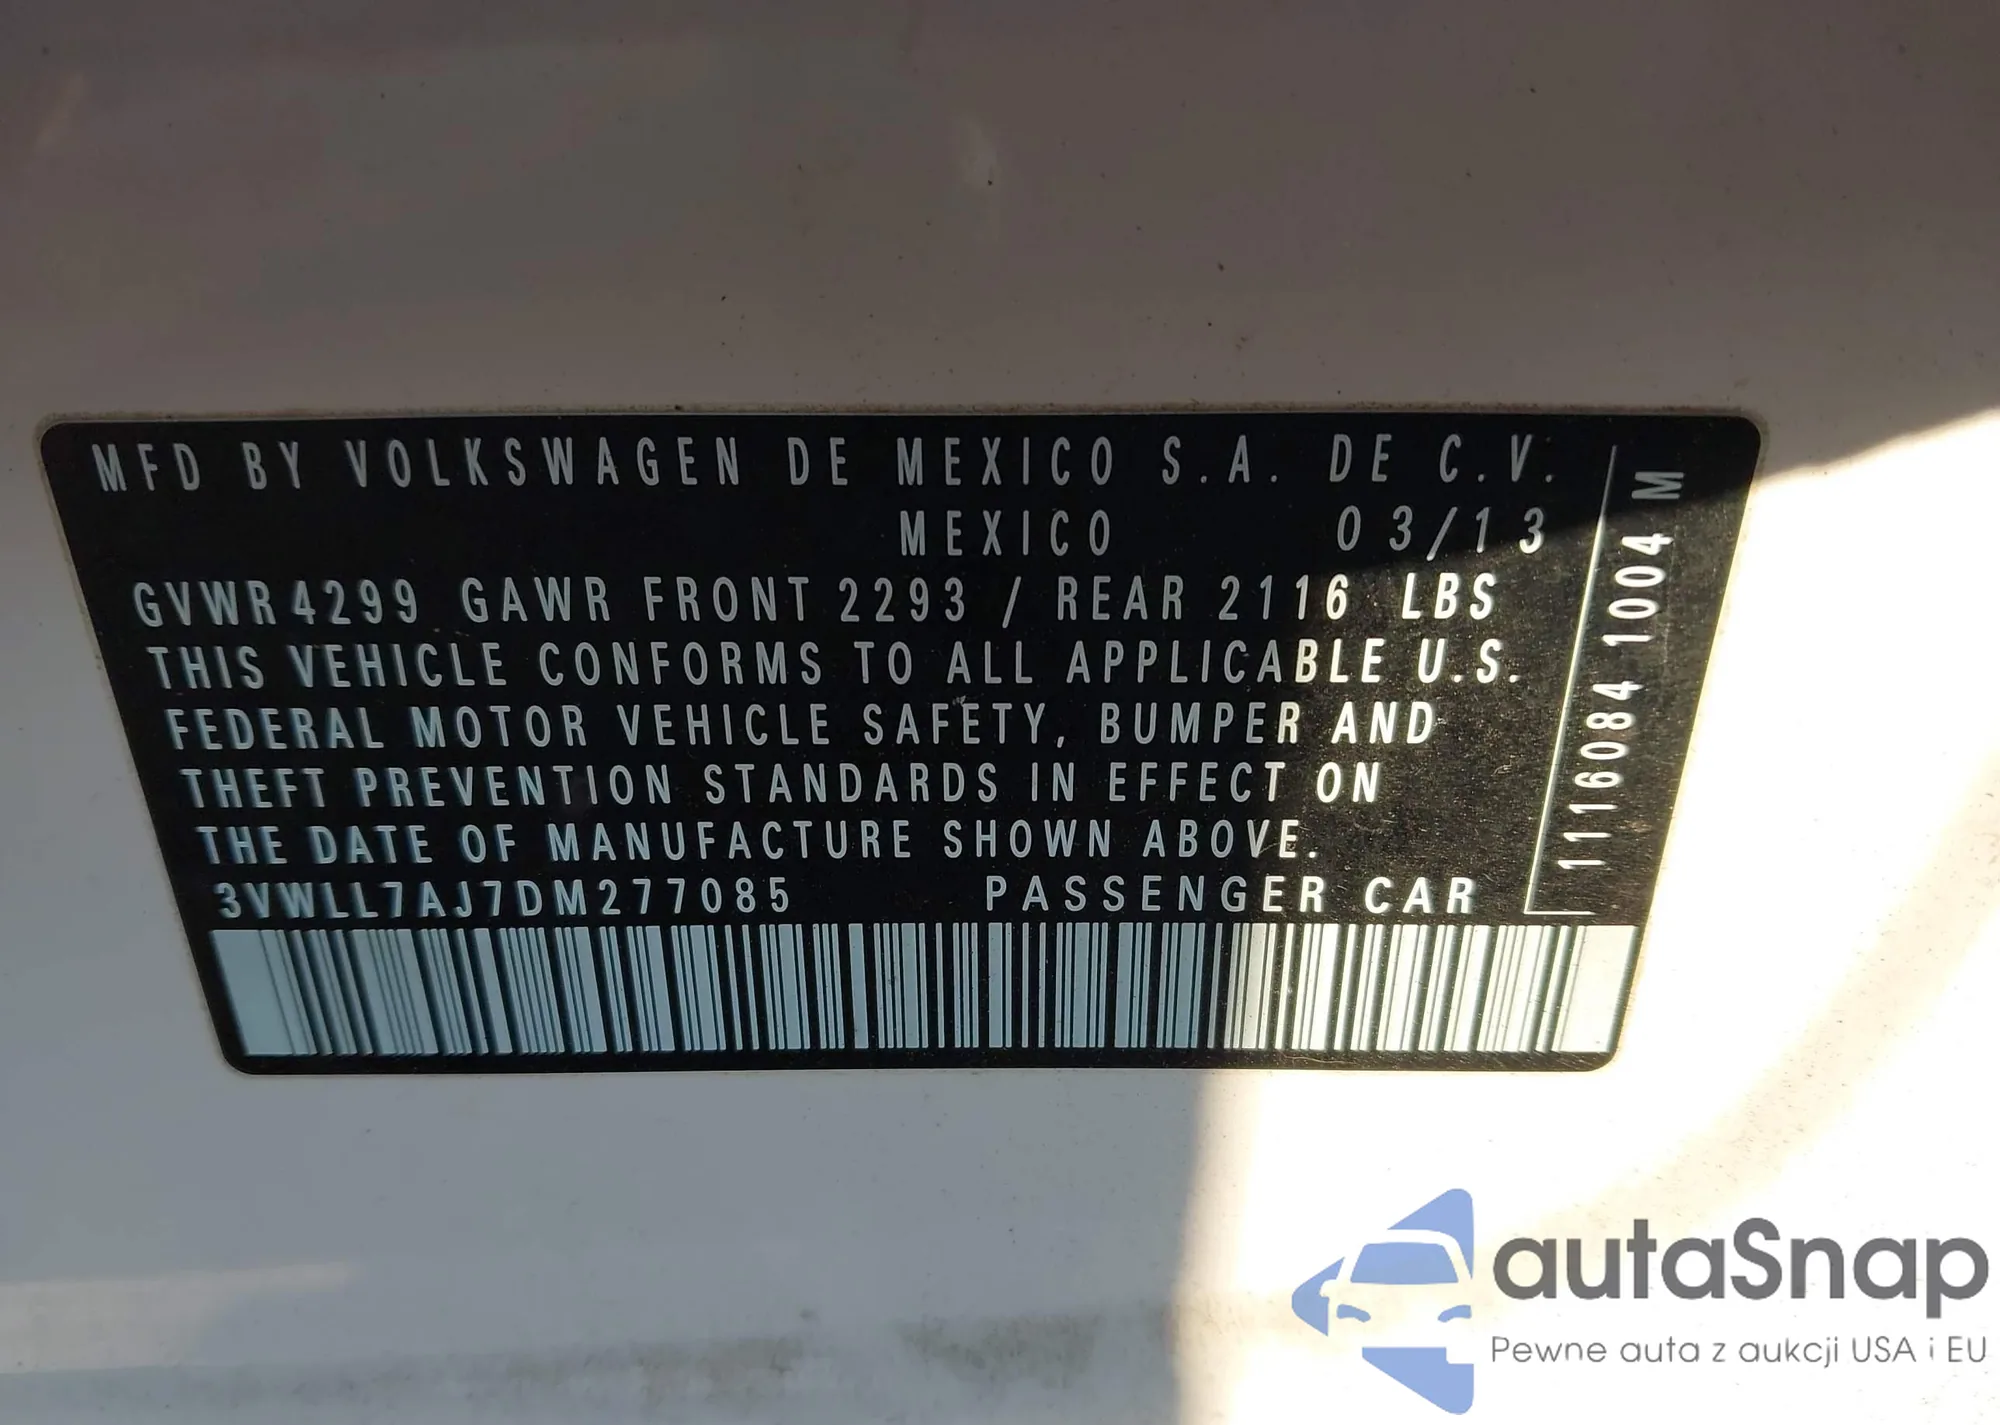 MFD BY VOLKSWAGEN DE MEXICO S.A. DE C.V.
MEXICO 03/13
GVWR 4299 GAWR FRONT 2293 / REAR 2116 LBS
THIS VEHICLE CONFORMS TO ALL APPLICABLE U.S.
FEDERAL MOTOR VEHICLE SAFETY, BUMPER AND
THEFT PREVENTION STANDARDS IN EFFECT ON
THE DATE OF MANUFACTURE SHOWN ABOVE.
3VWLL7AJ7DM277085 PASSENGER CAR
1116084 1004 M
autaSnap
Pewne auta z aukcji USA i EU